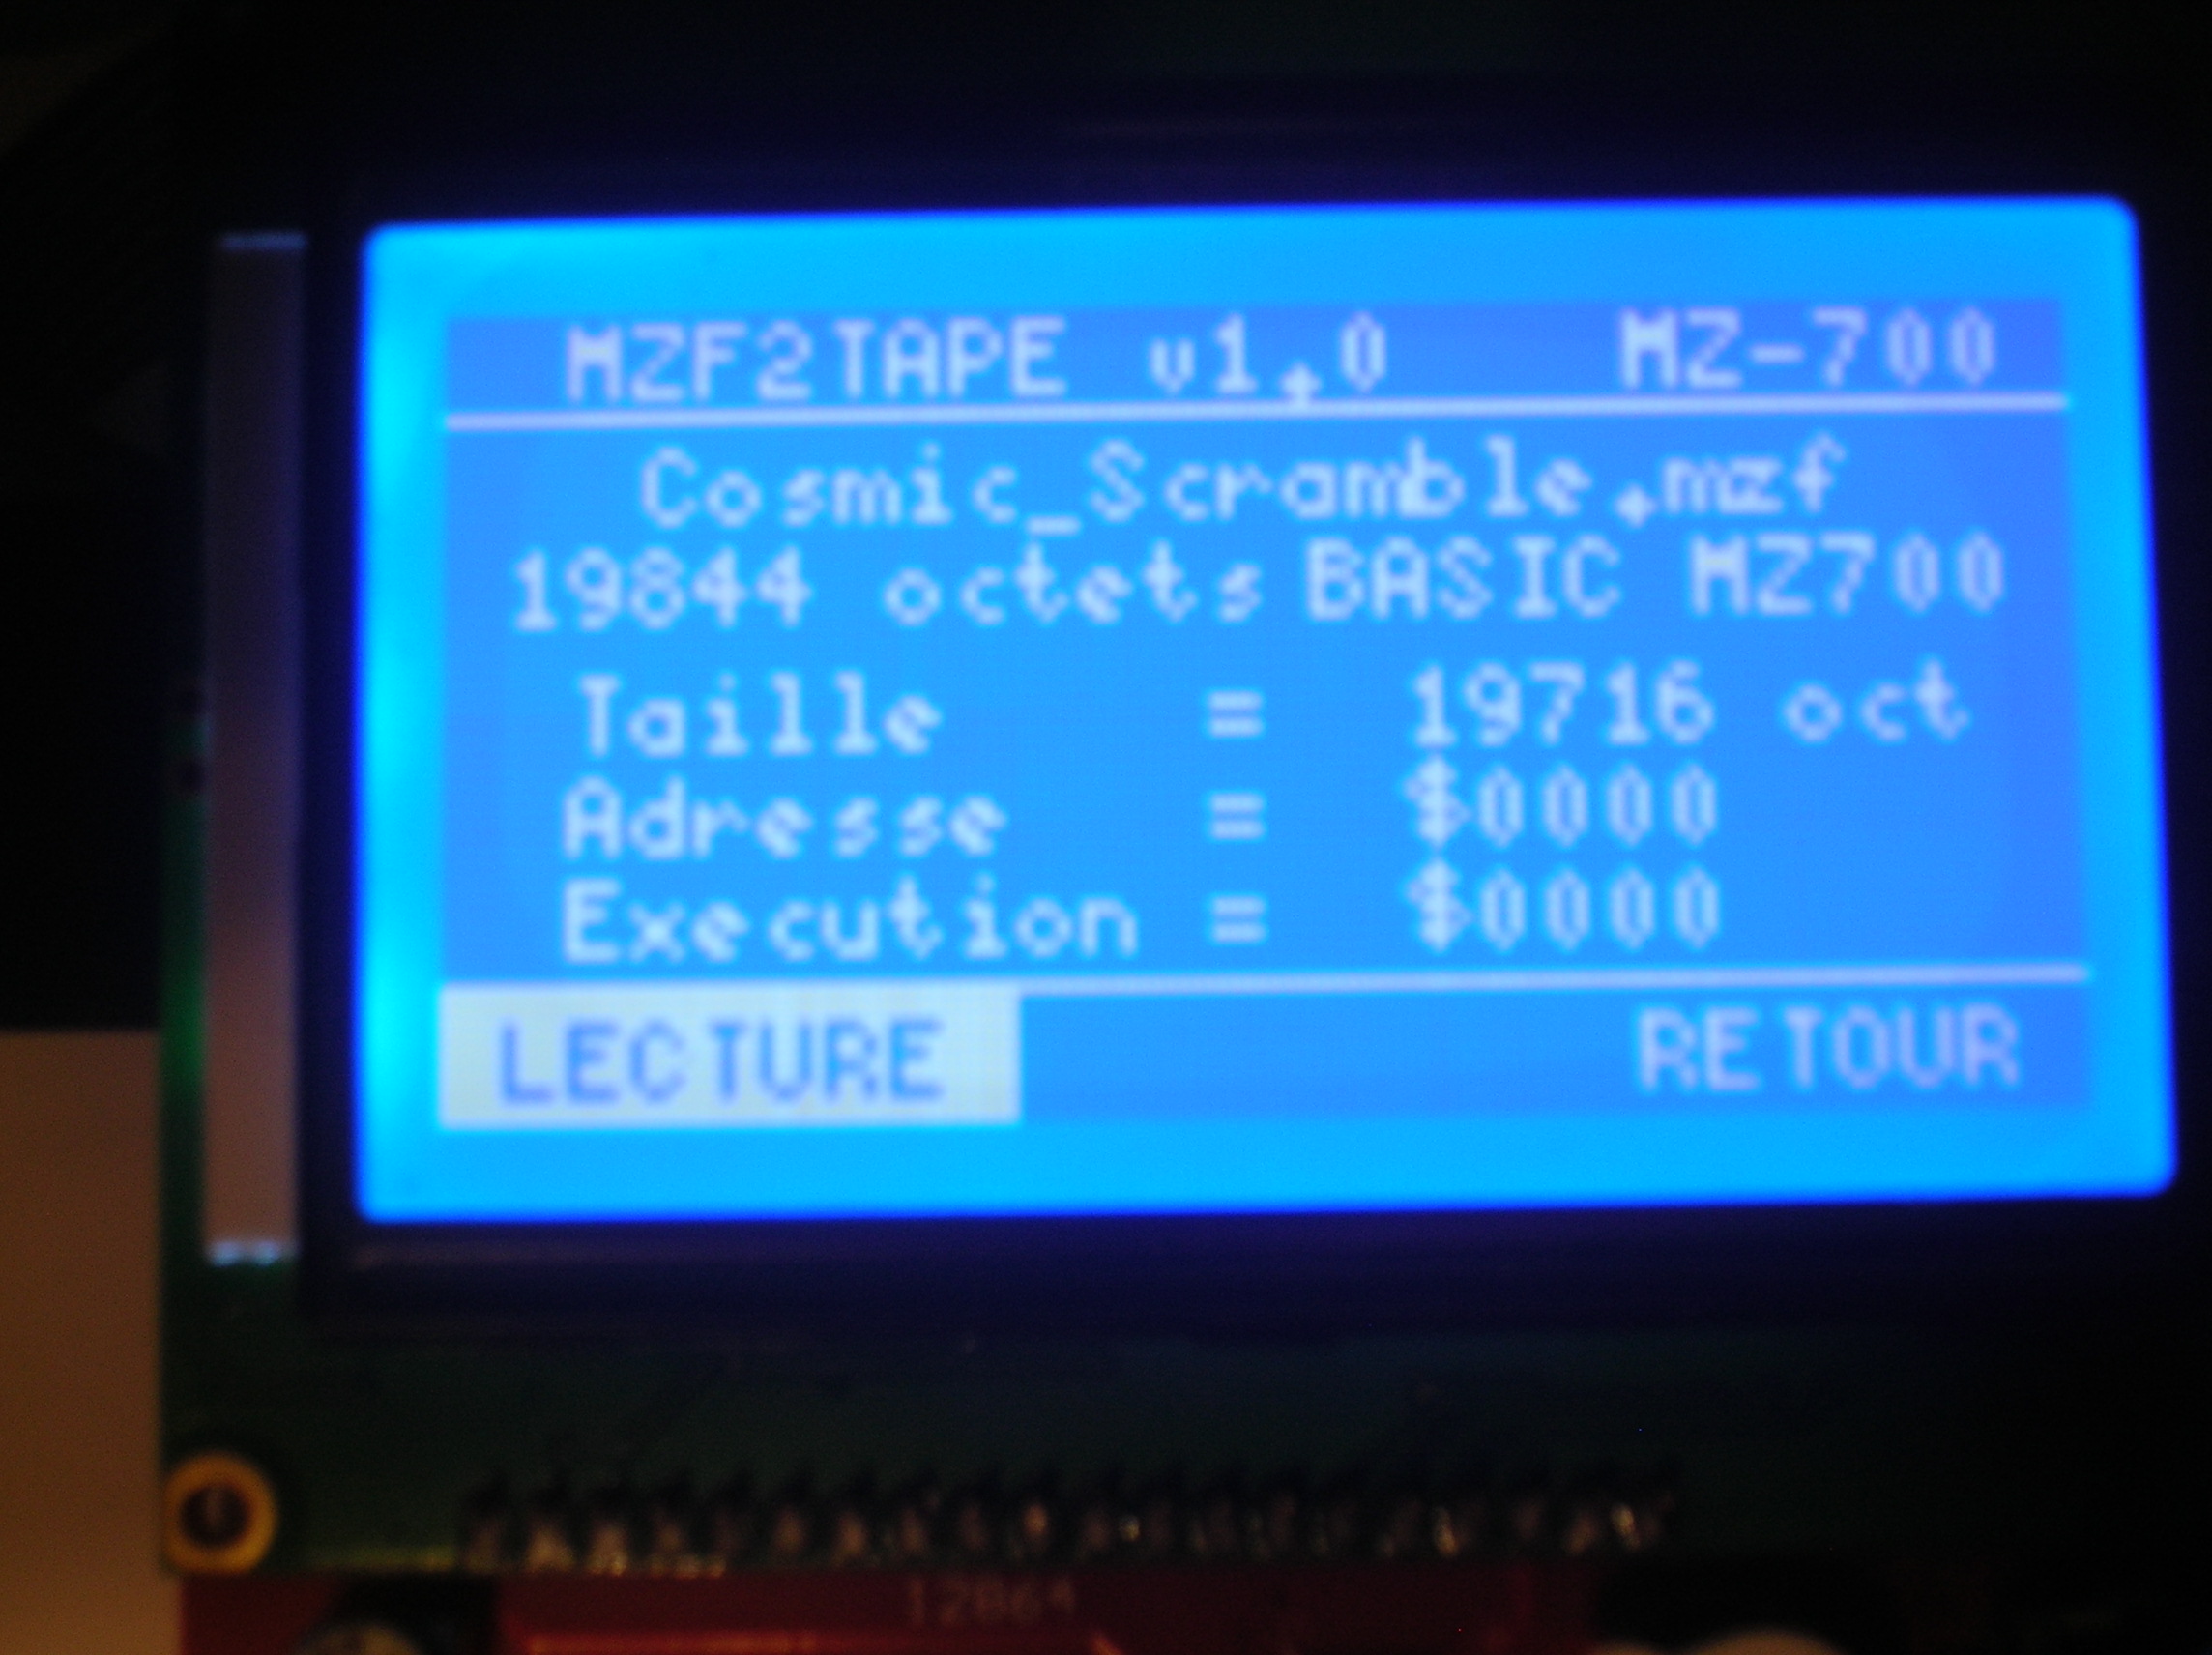 MZF2TAPE v1.0 MZ-700
Cosmic_Scramble.mzf
19844 octets BASIC MZ700
Taille = 19716 oct
Adresse = $0000
Execution = $0000
LECTURE RETOUR
12864